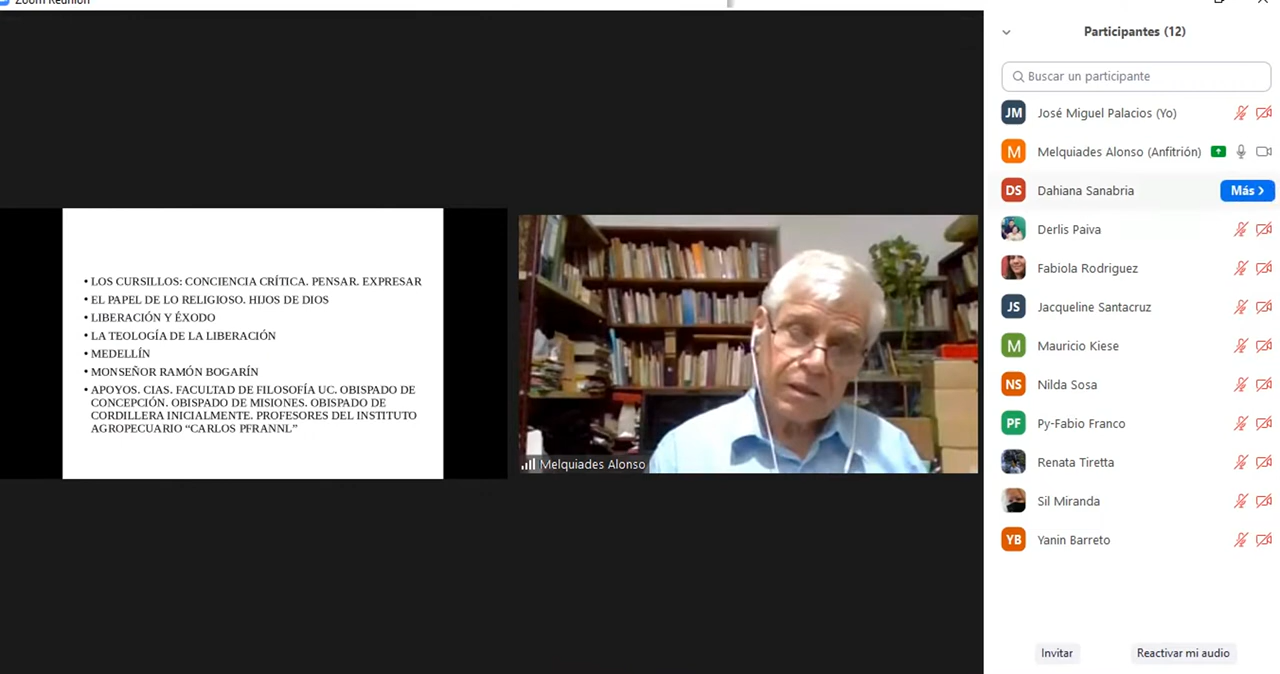 Zoom Reunión
• LOS CURSILLOS: CONCIENCIA CRÍTICA. PENSAR. EXPRESAR
• EL PAPEL DE LO RELIGIOSO. HIJOS DE DIOS
• LIBERACIÓN Y ÉXODO
• LA TEOLOGÍA DE LA LIBERACIÓN
• MEDELLÍN
• MONSEÑOR RAMÓN BOGARÍN
• APOYOS. CIAS. FACULTAD DE FILOSOFÍA UC. OBISPADO DE
CONCEPCIÓN. OBISPADO DE MISIONES. OBISPADO DE
CORDILLERA INICIALMENTE. PROFESORES DEL INSTITUTO
AGROPECUARIO “CARLOS PFRANNL”
Melquiades Alonso
Participantes (12)
Buscar un participante
JM José Miguel Palacios (Yo)
M Melquiades Alonso (Anfitrión)
DS Dahiana Sanabria Más >
Derlis Paiva
Fabiola Rodriguez
JS Jacqueline Santacruz
M Mauricio Kiese
NS Nilda Sosa
PF Py-Fabio Franco
Renata Tiretta
Sil Miranda
YB Yanin Barreto
Invitar Reactivar mi audio